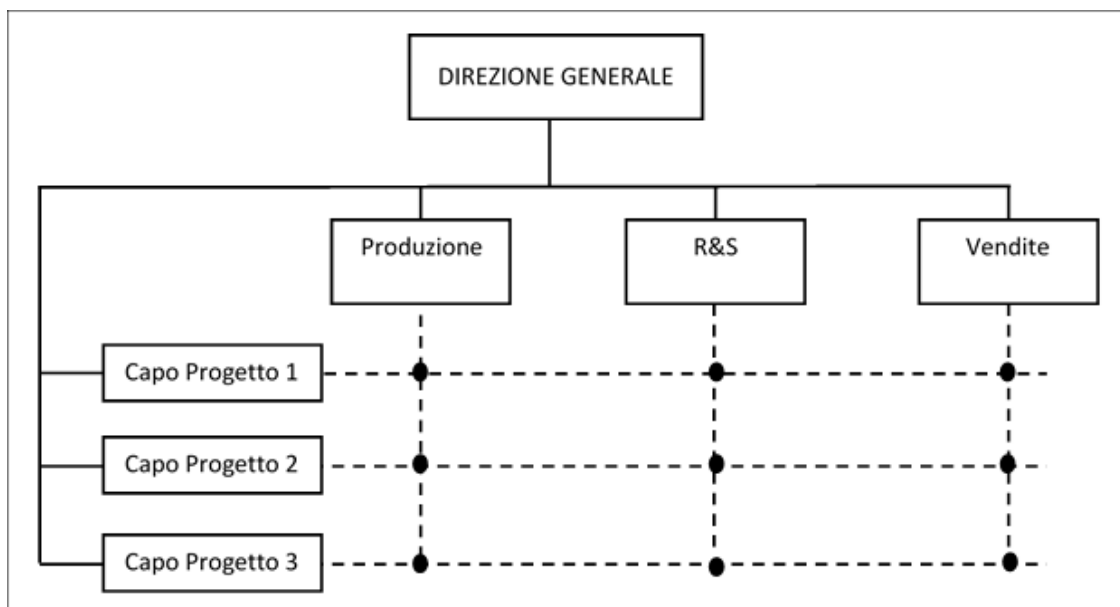 DIREZIONE GENERALE
Produzione
R&S
Vendite
Capo Progetto 1
Capo Progetto 2
Capo Progetto 3